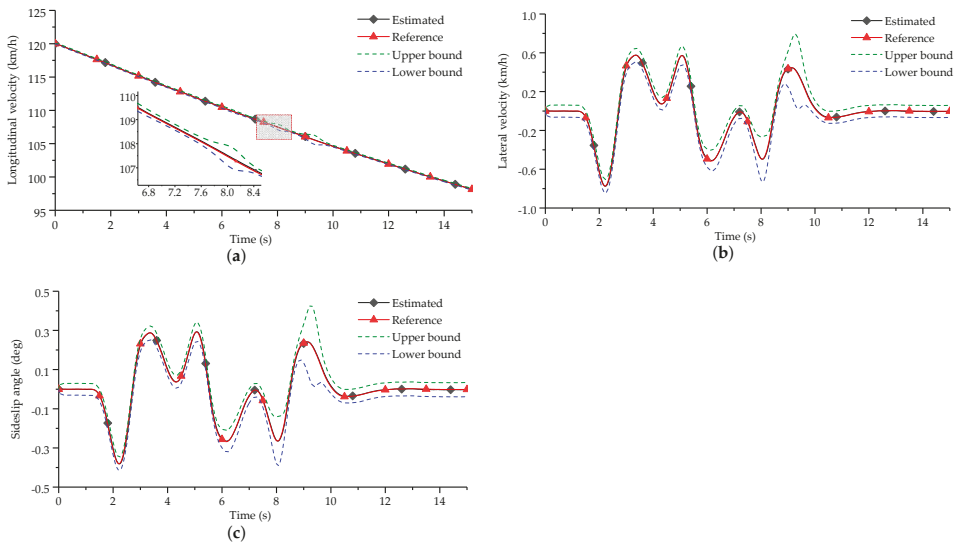 Longitudinal velocity (km/h)
120
115
110
105
100
95
0
2
4
6
8
10
12
14
Time (s)
Estimated
Reference
Upper bound
Lower bound
110
109
108
107
6.8
7.2
7.6
8.0
8.4
(a)
Lateral velocity (km/h)
1.0
0.6
0.2
-0.2
-0.6
-1.0
0
2
4
6
8
10
12
14
Time (s)
Estimated
Reference
Upper bound
Lower bound
(b)
Sideslip angle (deg)
0.5
0.3
0.1
-0.1
-0.3
-0.5
0
2
4
6
8
10
12
14
Time (s)
Estimated
Reference
Upper bound
Lower bound
(c)